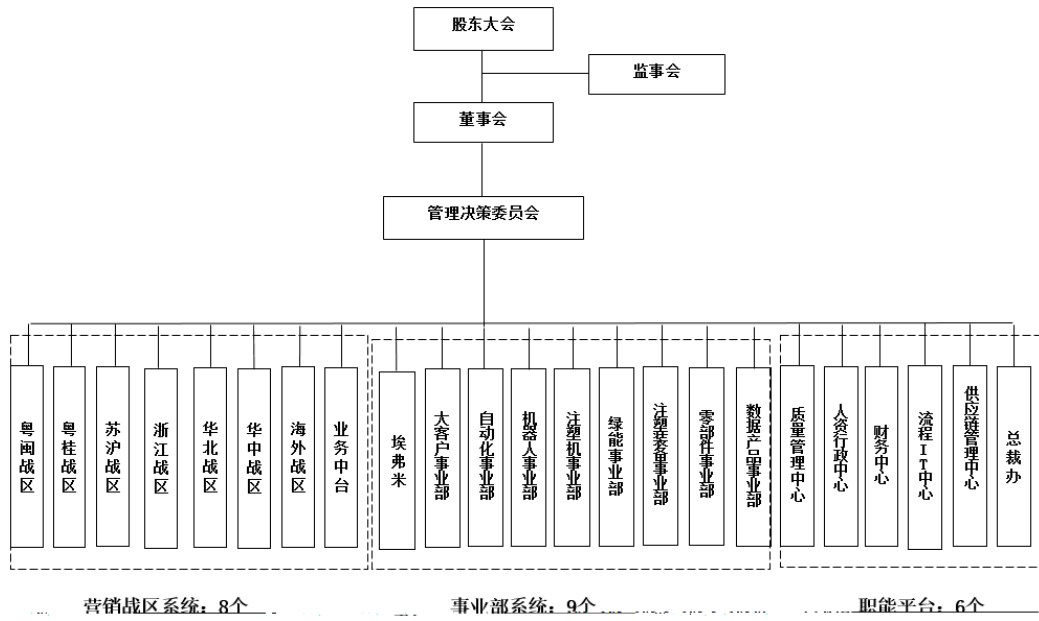 股东大会
监事会
董事会
管理决策委员会
粤闽战区
粤桂战区
苏沪战区
浙江战区
华北战区
华中战区
海外战区
业务中台
埃弗米
大客户事业部
自动化事业部
机器人事业部
注塑机事业部
绿能事业部
注塑装备事业部
零部件事业部
数据产品事业部
质量管理中心
人资行政中心
财务中心
流程IT中心
供应链管理中心
总裁办
营销战区系统：8个
事业部系统：9个
职能平台：6个